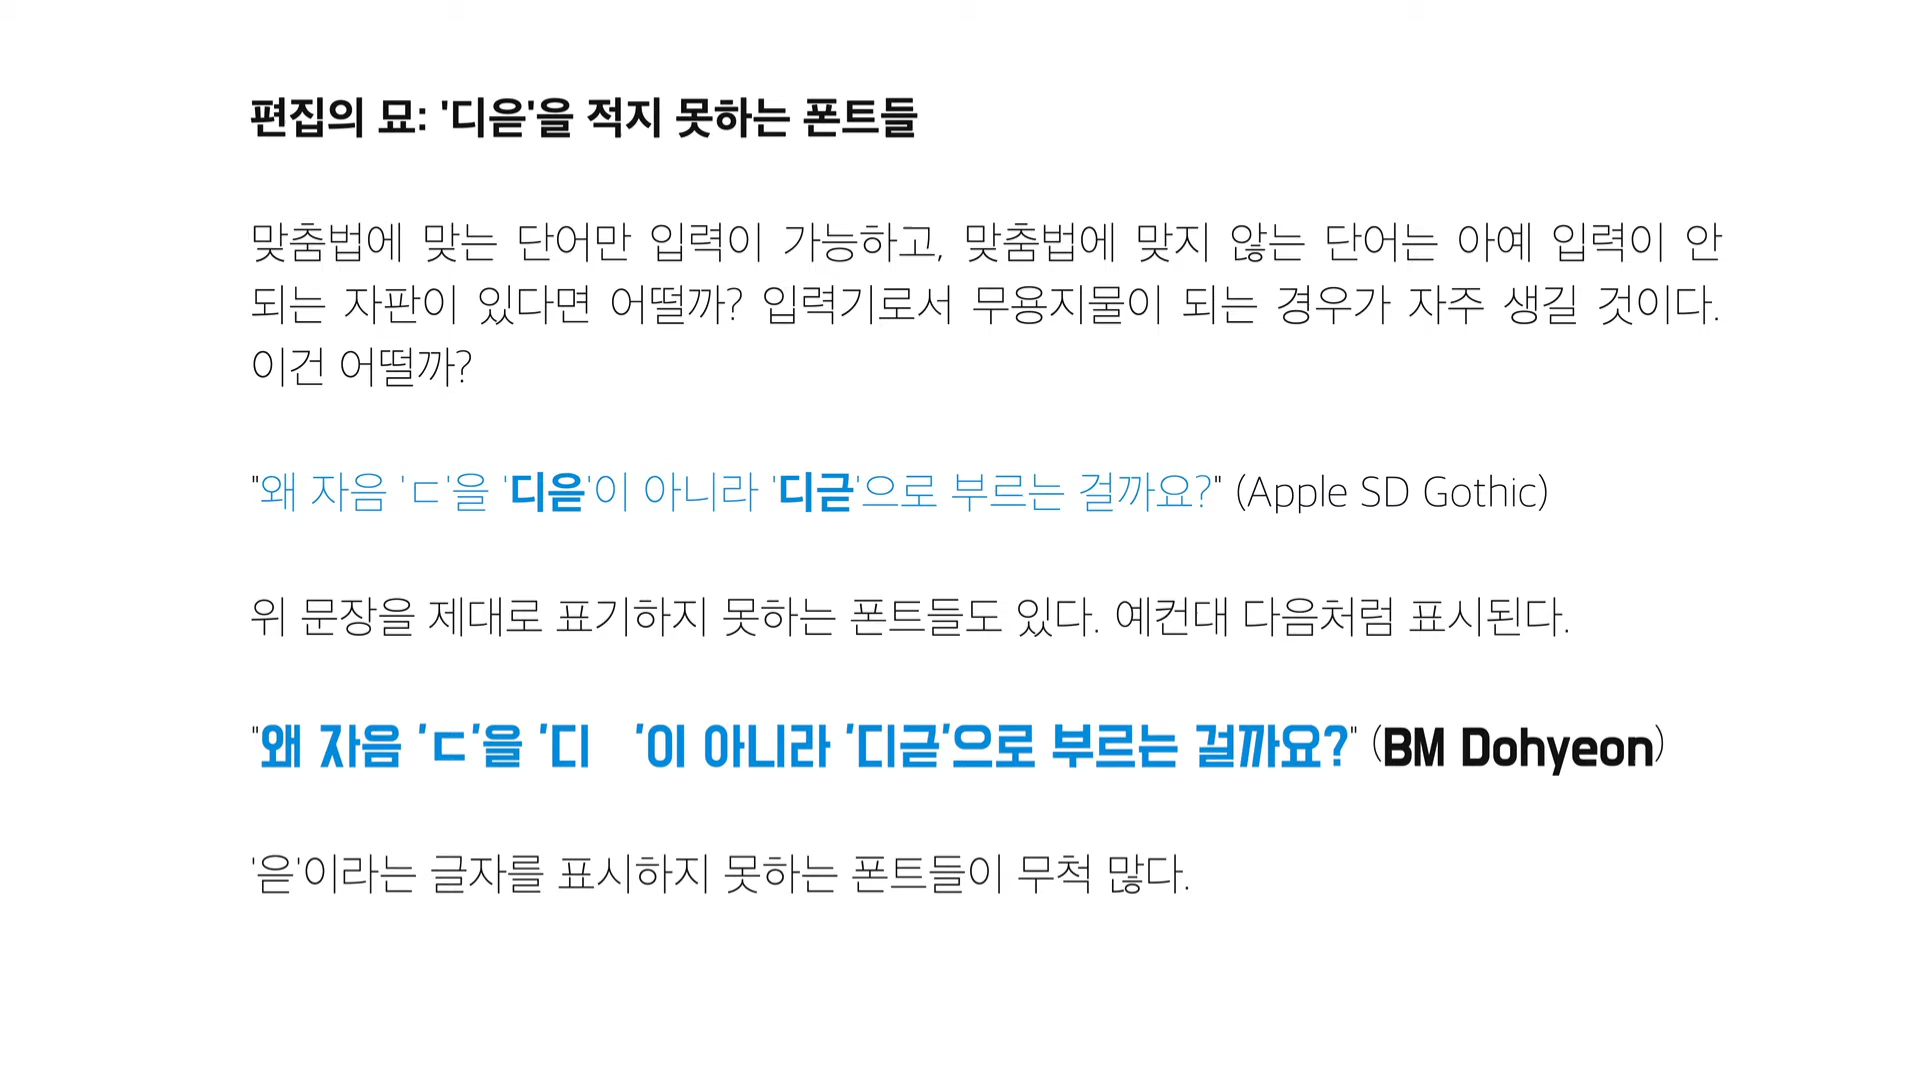 편집의 묘: '디읃'을 적지 못하는 폰트들
맞춤법에 맞는 단어만 입력이 가능하고, 맞춤법에 맞지 않는 단어는 아예 입력이 안
되는 자판이 있다면 어떨까? 입력기로서 무용지물이 되는 경우가 자주 생길 것이다.
이건 어떨까?
"왜 자음 'ㄷ'을 '디읃'이 아니라 '디귿'으로 부르는 걸까요?" (Apple SD Gothic)
위 문장을 제대로 표기하지 못하는 폰트들도 있다. 예컨대 다음처럼 표시된다.
"왜 자음 'ㄷ'을 '디 '이 아니라 '디귿'으로 부르는 걸까요?" (BM Dohyeon)
'읃'이라는 글자를 표시하지 못하는 폰트들이 무척 많다.